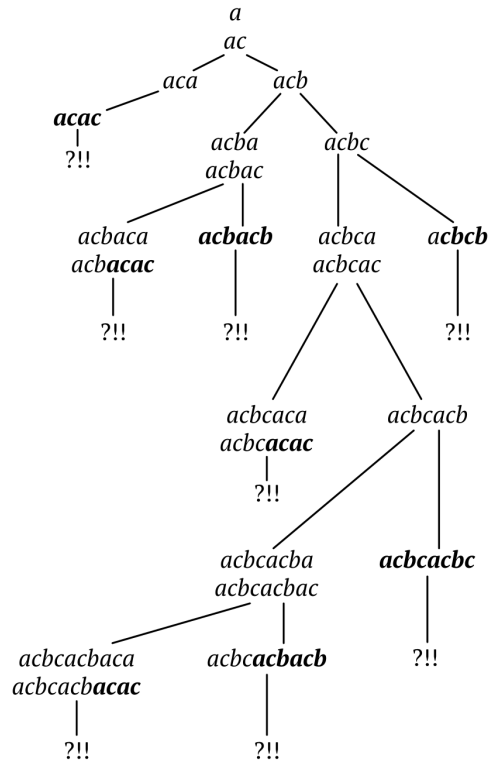 a
ac
aca acb
acac
?!!
acba acbc
acbac
acbaca acbacb acbca acbcb
acbacac acbcac
?!! ?!! ?!!
acbcaca acbcacb
acbcacac
?!!
acbcacba acbcacbc
acbcacbac
acbcacbaca acbcacbacb ?!!
acbcacbacac
?!! ?!!